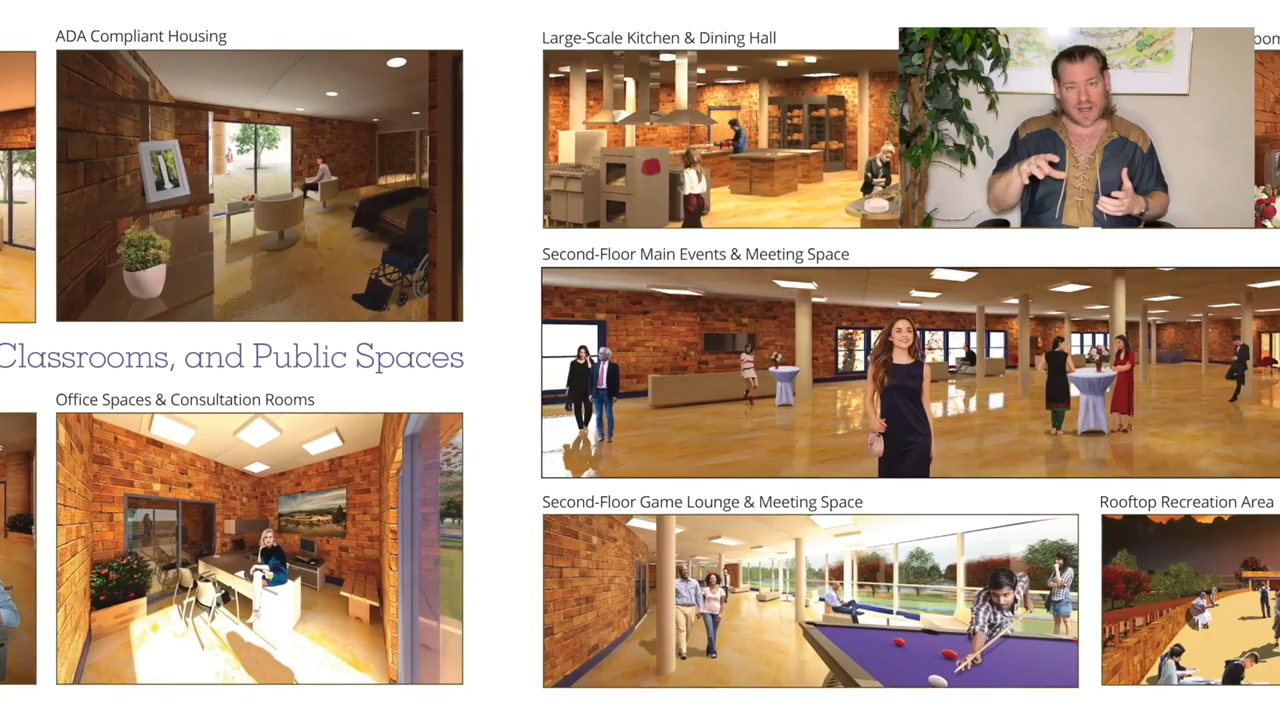 ADA Compliant Housing
Large-Scale Kitchen & Dining Hall
Second-Floor Main Events & Meeting Space
Classrooms, and Public Spaces
Office Spaces & Consultation Rooms
Second-Floor Game Lounge & Meeting Space
Rooftop Recreation Area